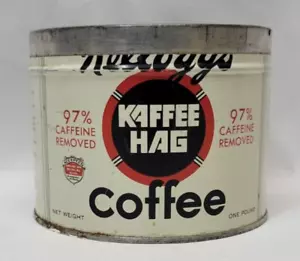 Kellogg's
97%
CAFFEINE
REMOVED
KAFFEE
HAG
97%
CAFFEINE
REMOVED
Coffee
NET WEIGHT
ONE POUND